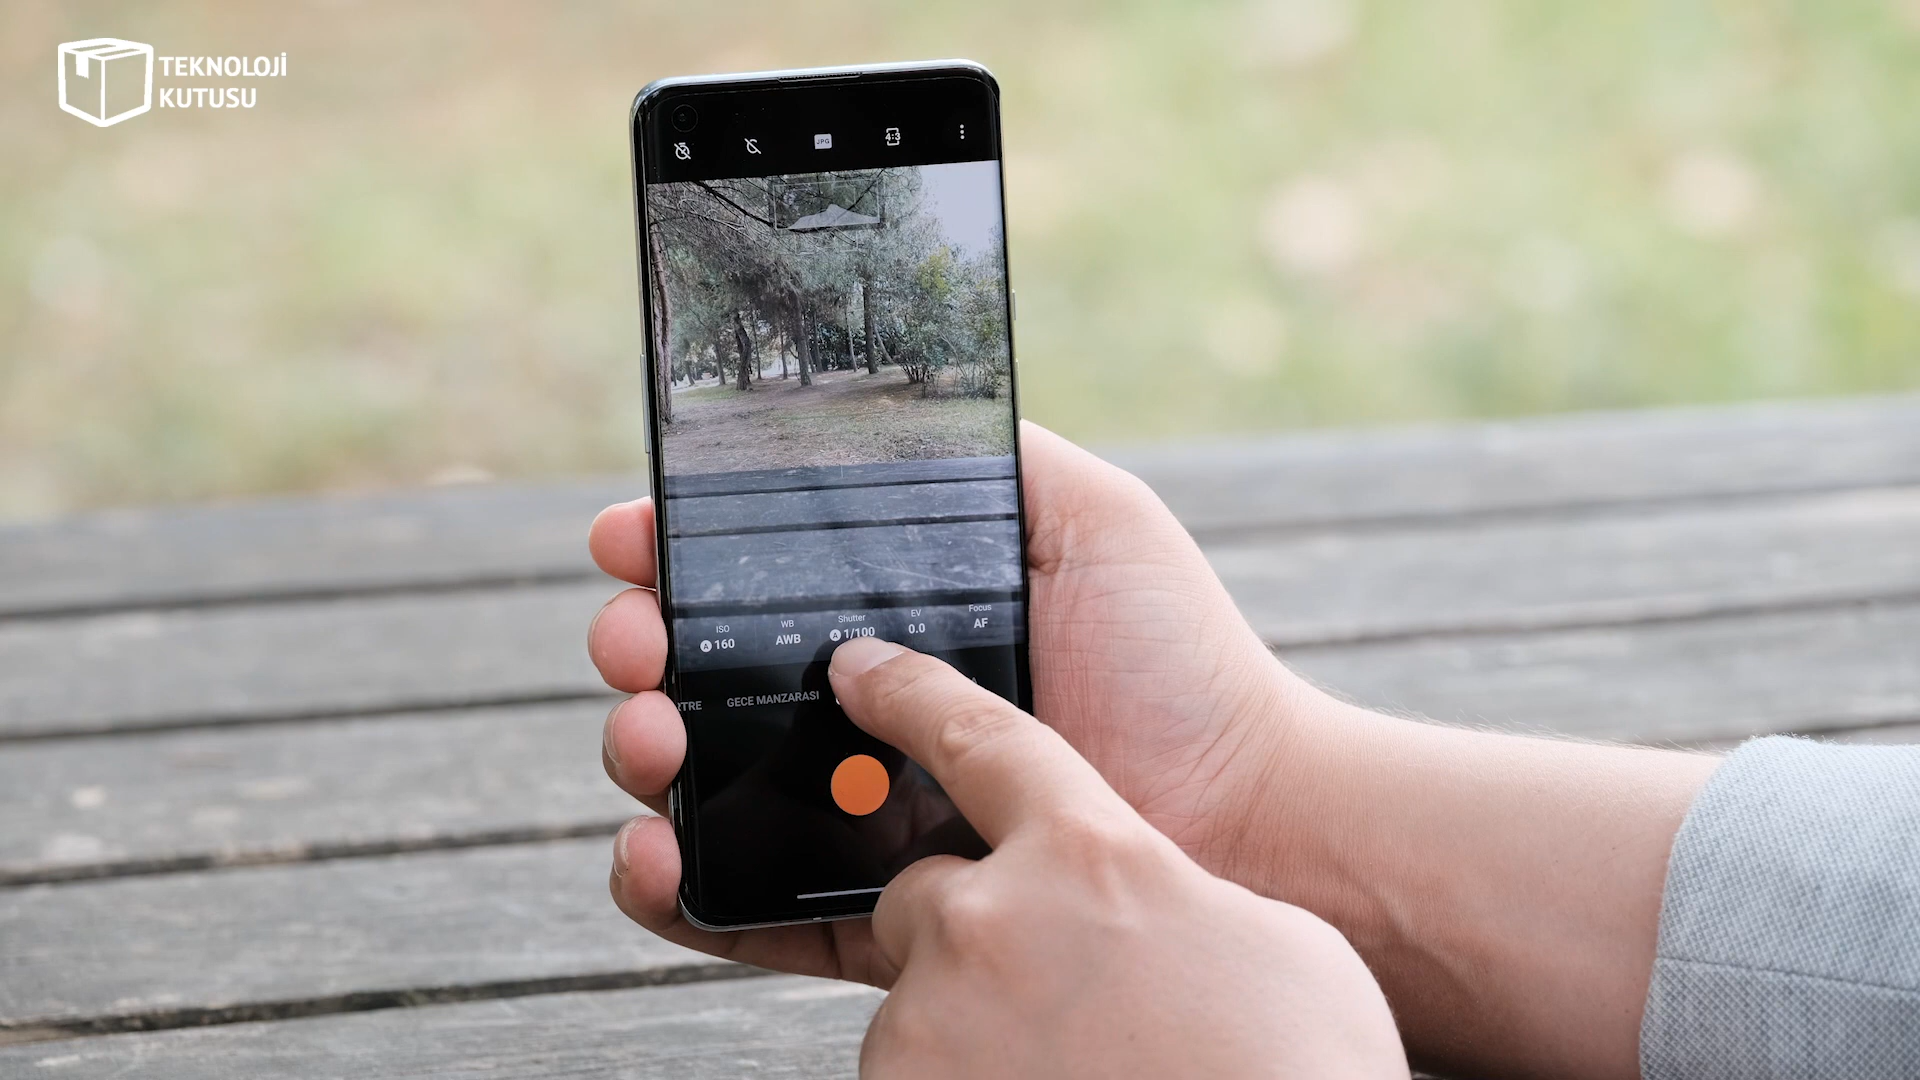 TEKNOLOJİ
KUTUSU
JPG
4:3
ISO
A 160
WB
AWB
Shutter
A 1/100
EV
0.0
Focus
AF
GECE MANZARASI